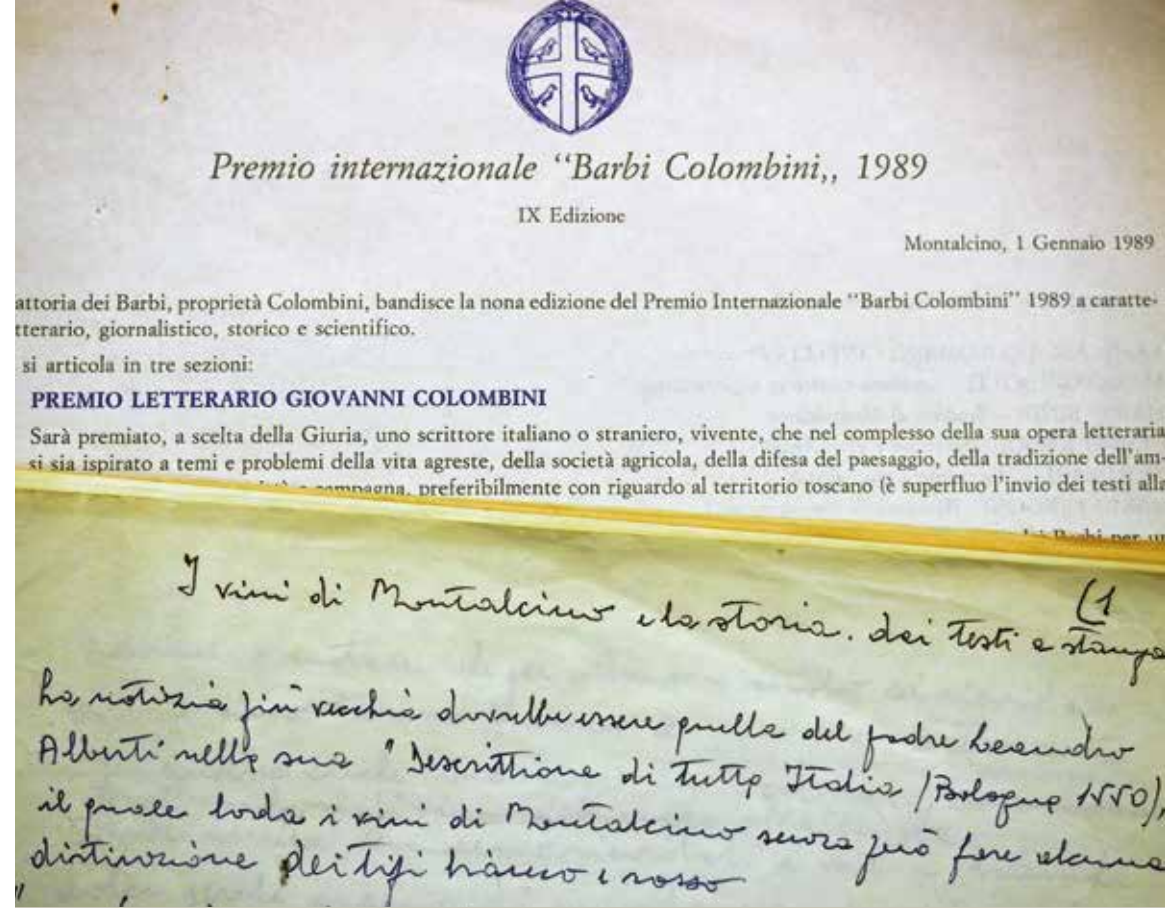 Premio internazionale “Barbi Colombini„ 1989
IX Edizione
Montalcino, 1 Gennaio 1989
attoria dei Barbi, proprietà Colombini, bandisce la nona edizione del Premio Internazionale “Barbi Colombini” 1989 a caratte-
tterario, giornalistico, storico e scientifico.
si articola in tre sezioni:
PREMIO LETTERARIO GIOVANNI COLOMBINI
Sarà premiato, a scelta della Giuria, uno scrittore italiano o straniero, vivente, che nel complesso della sua opera letteraria
si sia ispirato a temi e problemi della vita agreste, della società agricola, della difesa del paesaggio, della tradizione dell'am-
campagna, preferibilmente con riguardo al territorio toscano (è superfluo l'invio dei testi alla
Barbi per un
(1
I vini di Montalcino e la storia. dai testi a stampa
La notizia più vecchia dovrebbe essere quella del padre Leandro
Alberti nella sua "Descrittione di tutta Italia (Bologna 1550),
il quale loda i vini di Montalcino senza però fare alcuna
distinzione dei tipi bianco e rosso